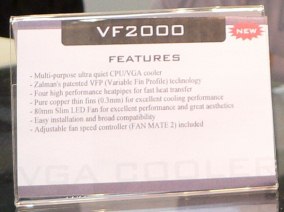 VF2000
NEW
FEATURES
- Multi-purpose ultra quiet CPU/VGA cooler
- Zalman's patented VFP (Variable Fin Profile) technology
- Four high performance heatpipes for fast heat transfer
- Pure copper thin fins (0.3mm) for excellent cooling performance
- 80mm Slim LED Fan for excellent performance and great aesthetics
- Easy installation and broad compatibility
- Adjustable fan speed controller (FAN MATE 2) included
VGA COOLER